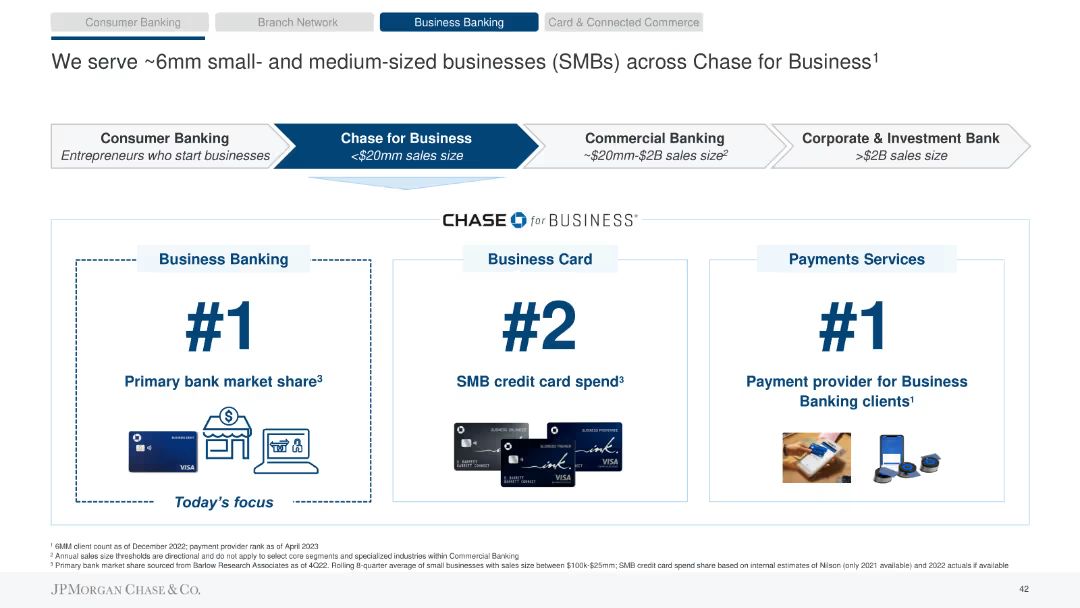 Consumer Banking
Branch Network
Business Banking
Card & Connected Commerce
We serve ~6mm small- and medium-sized businesses (SMBs) across Chase for Business¹
Consumer Banking
Entrepreneurs who start businesses
Chase for Business
<$20mm sales size
Commercial Banking
~$20mm-$2B sales size²
Corporate & Investment Bank
>$2B sales size
CHASE for BUSINESS®
Business Banking
#1
Primary bank market share³
VISA
Today's focus
Business Card
#2
SMB credit card spend³
ink.
VISA
ink.
VISA
ink.
VISA
Payments Services
#1
Payment provider for Business
Banking clients¹
¹ 6MM client count as of December 2022; payment provider rank as of April 2023
² Annual sales size thresholds are directional and do not apply to select core segments and specialized industries within Commercial Banking
³ Primary bank market share sourced from Barlow Research Associates as of 4Q22. Rolling 8-quarter average of small businesses with sales size between $100k-$25mm; SMB credit card spend share based on internal estimates of Nilson (only 2021 available) and 2022 actuals if available
JPMORGAN CHASE & CO.
42